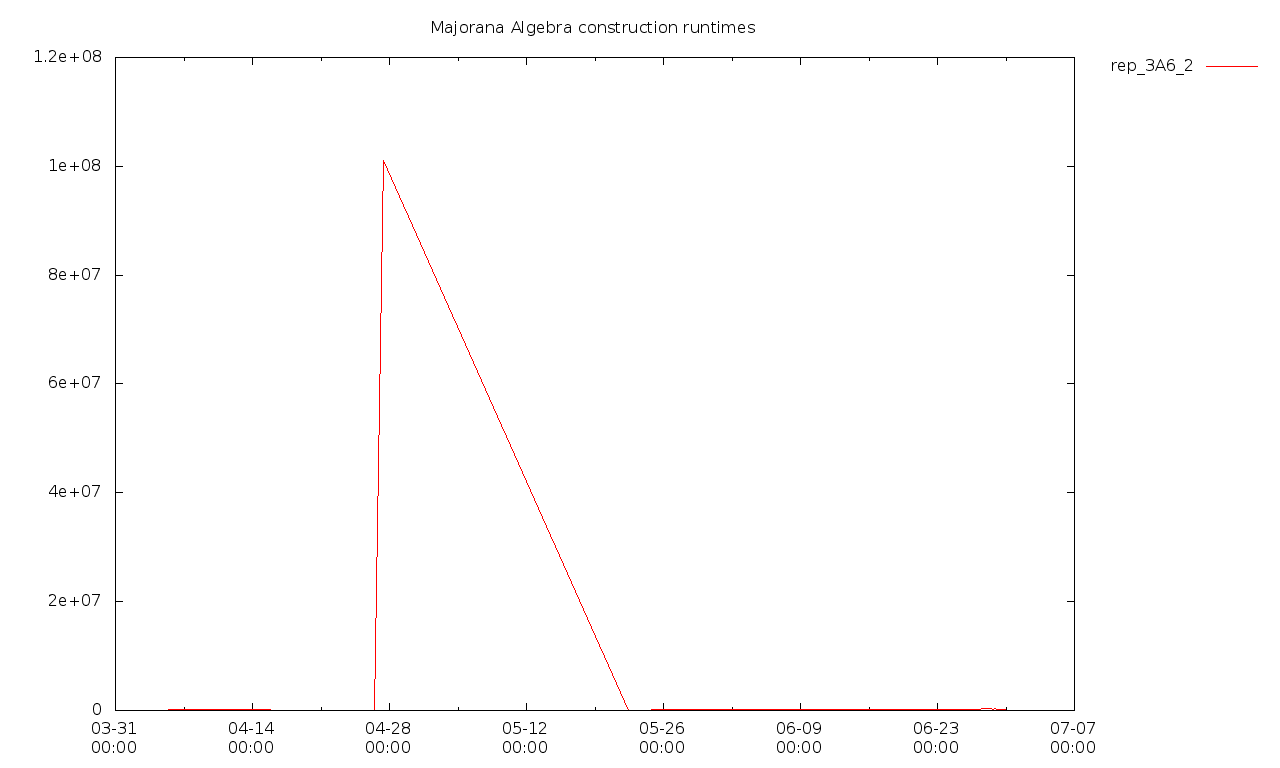 Majorana Algebra construction runtimes
rep_3A6_2
1.2e+08
1e+08
8e+07
6e+07
4e+07
2e+07
0
03-31 04-14 04-28 05-12 05-26 06-09 06-23 07-07
00:00 00:00 00:00 00:00 00:00 00:00 00:00 00:00